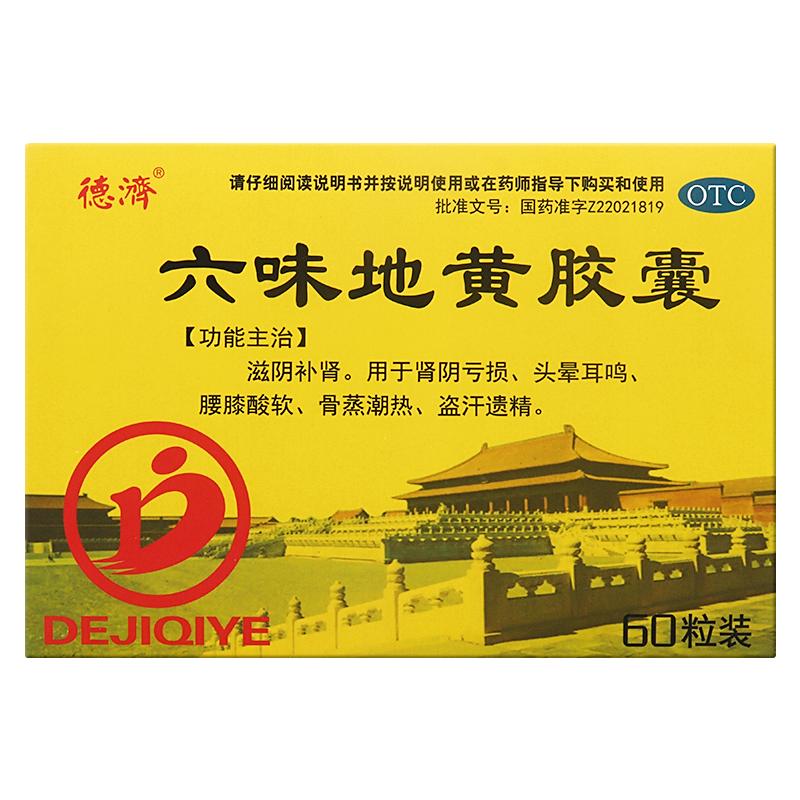 德濟®
请仔细阅读说明书并按说明使用或在药师指导下购买和使用
批准文号：国药准字Z22021819
OTC
六味地黄胶囊
【功能主治】
滋阴补肾。用于肾阴亏损、头晕耳鸣、
腰膝酸软、骨蒸潮热、盗汗遗精。
DEJIQIYE
60粒装